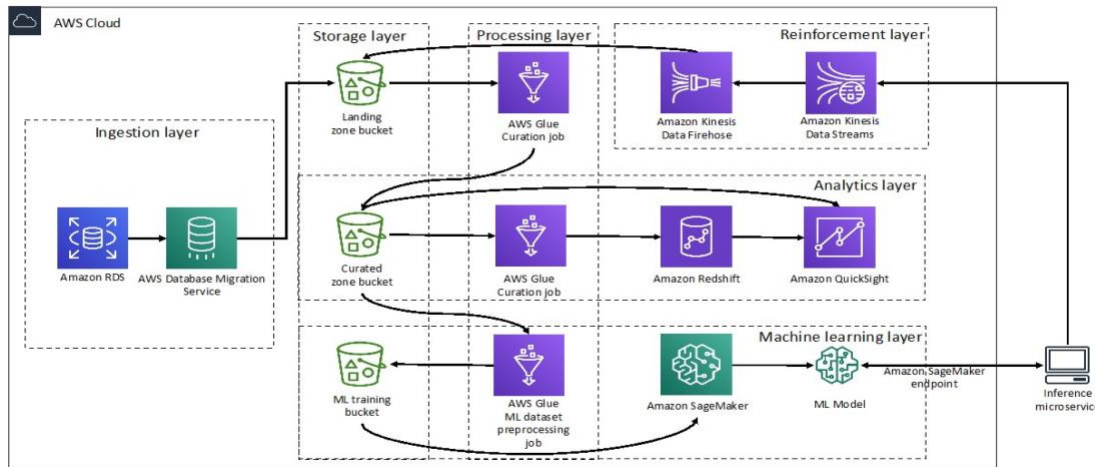 AWS Cloud
Storage layer
Processing layer
Reinforcement layer
Landing
zone bucket
AWS Glue
Curation job
Amazon Kinesis
Data Firehose
Amazon Kinesis
Data Streams
Ingestion layer
Analytics layer
Amazon RDS
AWS Database Migration
Service
Curated
zone bucket
AWS Glue
Curation job
Amazon Redshift
Amazon QuickSight
Machine learning layer
ML training
bucket
AWS Glue
ML dataset
preprocessing
job
Amazon SageMaker
ML Model
Amazon SageMaker
endpoint
Inference
microservice